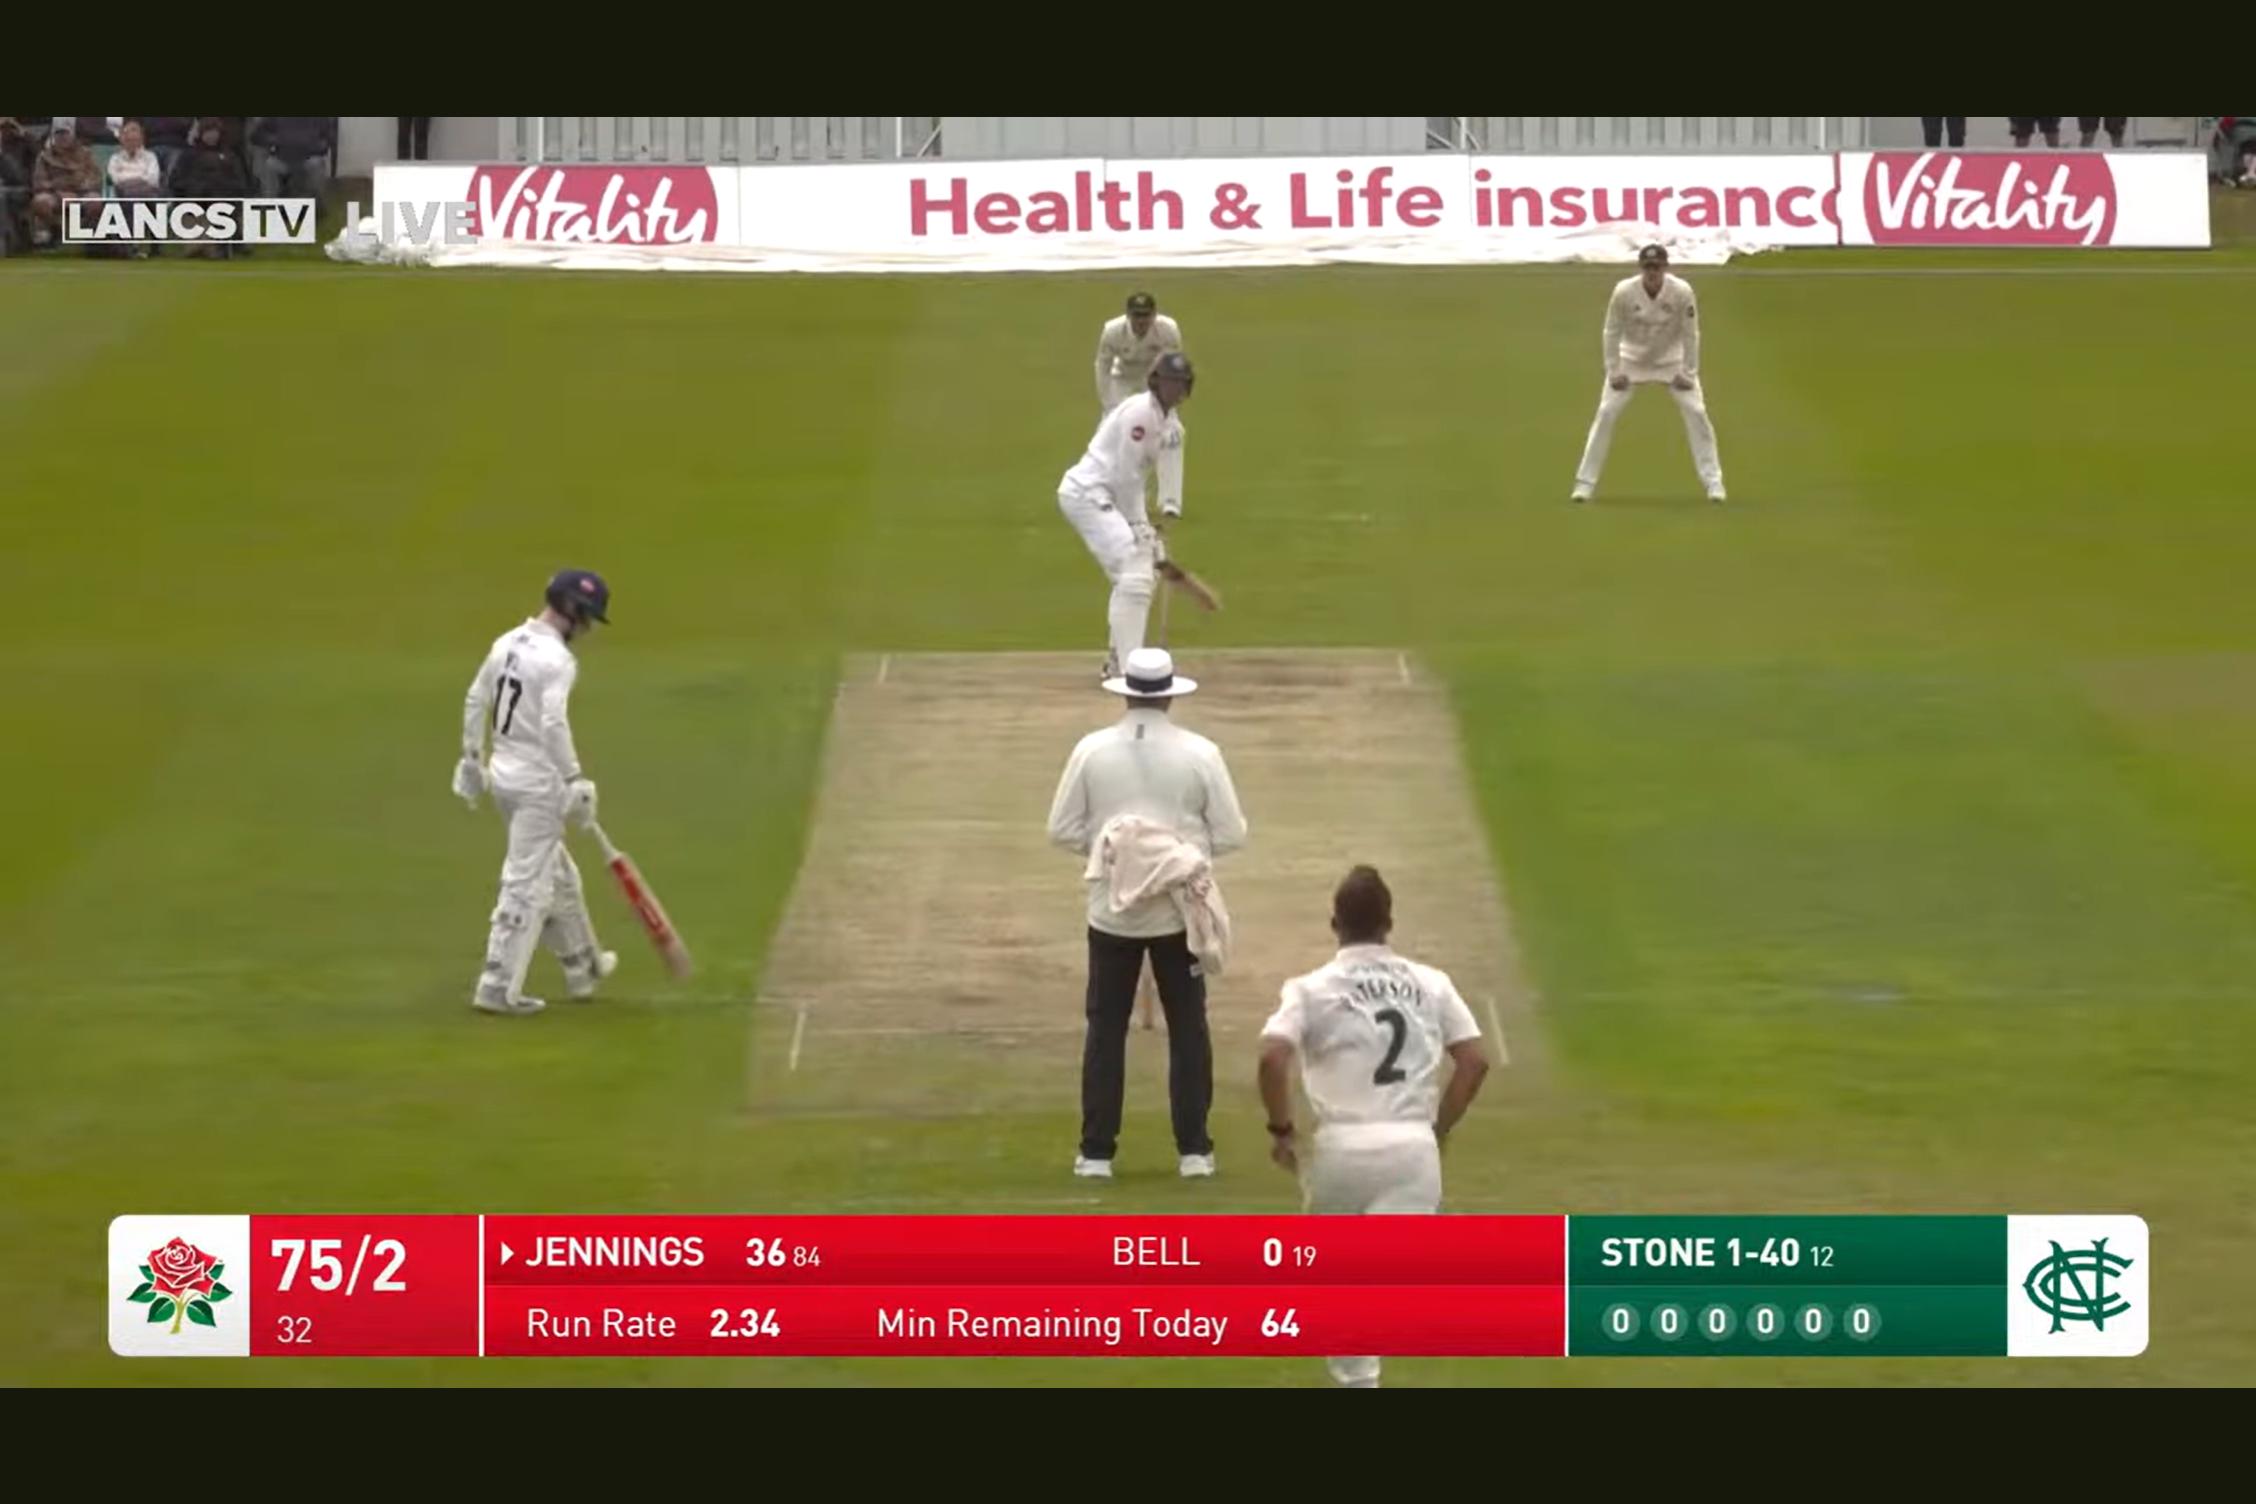 LANCS TV LIVE
Vitality
Health & Life insuranc
Vitality
17
2
75/2
32
JENNINGS 36 84
BELL 0 19
Run Rate 2.34
Min Remaining Today 64
STONE 1-40 12
0 0 0 0 0 0